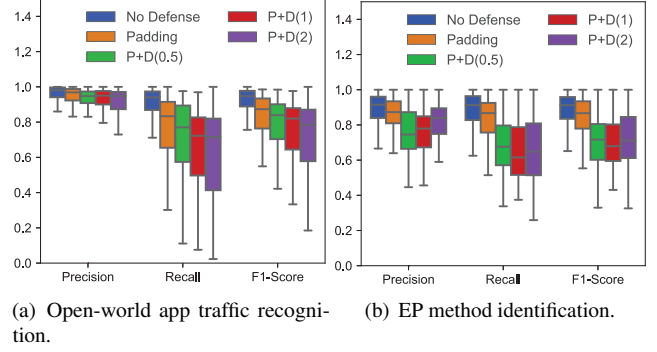 No Defense
Padding
P+D(0.5)
P+D(1)
P+D(2)
1.4
1.2
1.0
0.8
0.6
0.4
0.2
0.0
Precision
Recall
F1-Score
(a) Open-world app traffic recogni-
tion.
No Defense
Padding
P+D(0.5)
P+D(1)
P+D(2)
1.4
1.2
1.0
0.8
0.6
0.4
0.2
0.0
Precision
Recall
F1-Score
(b) EP method identification.